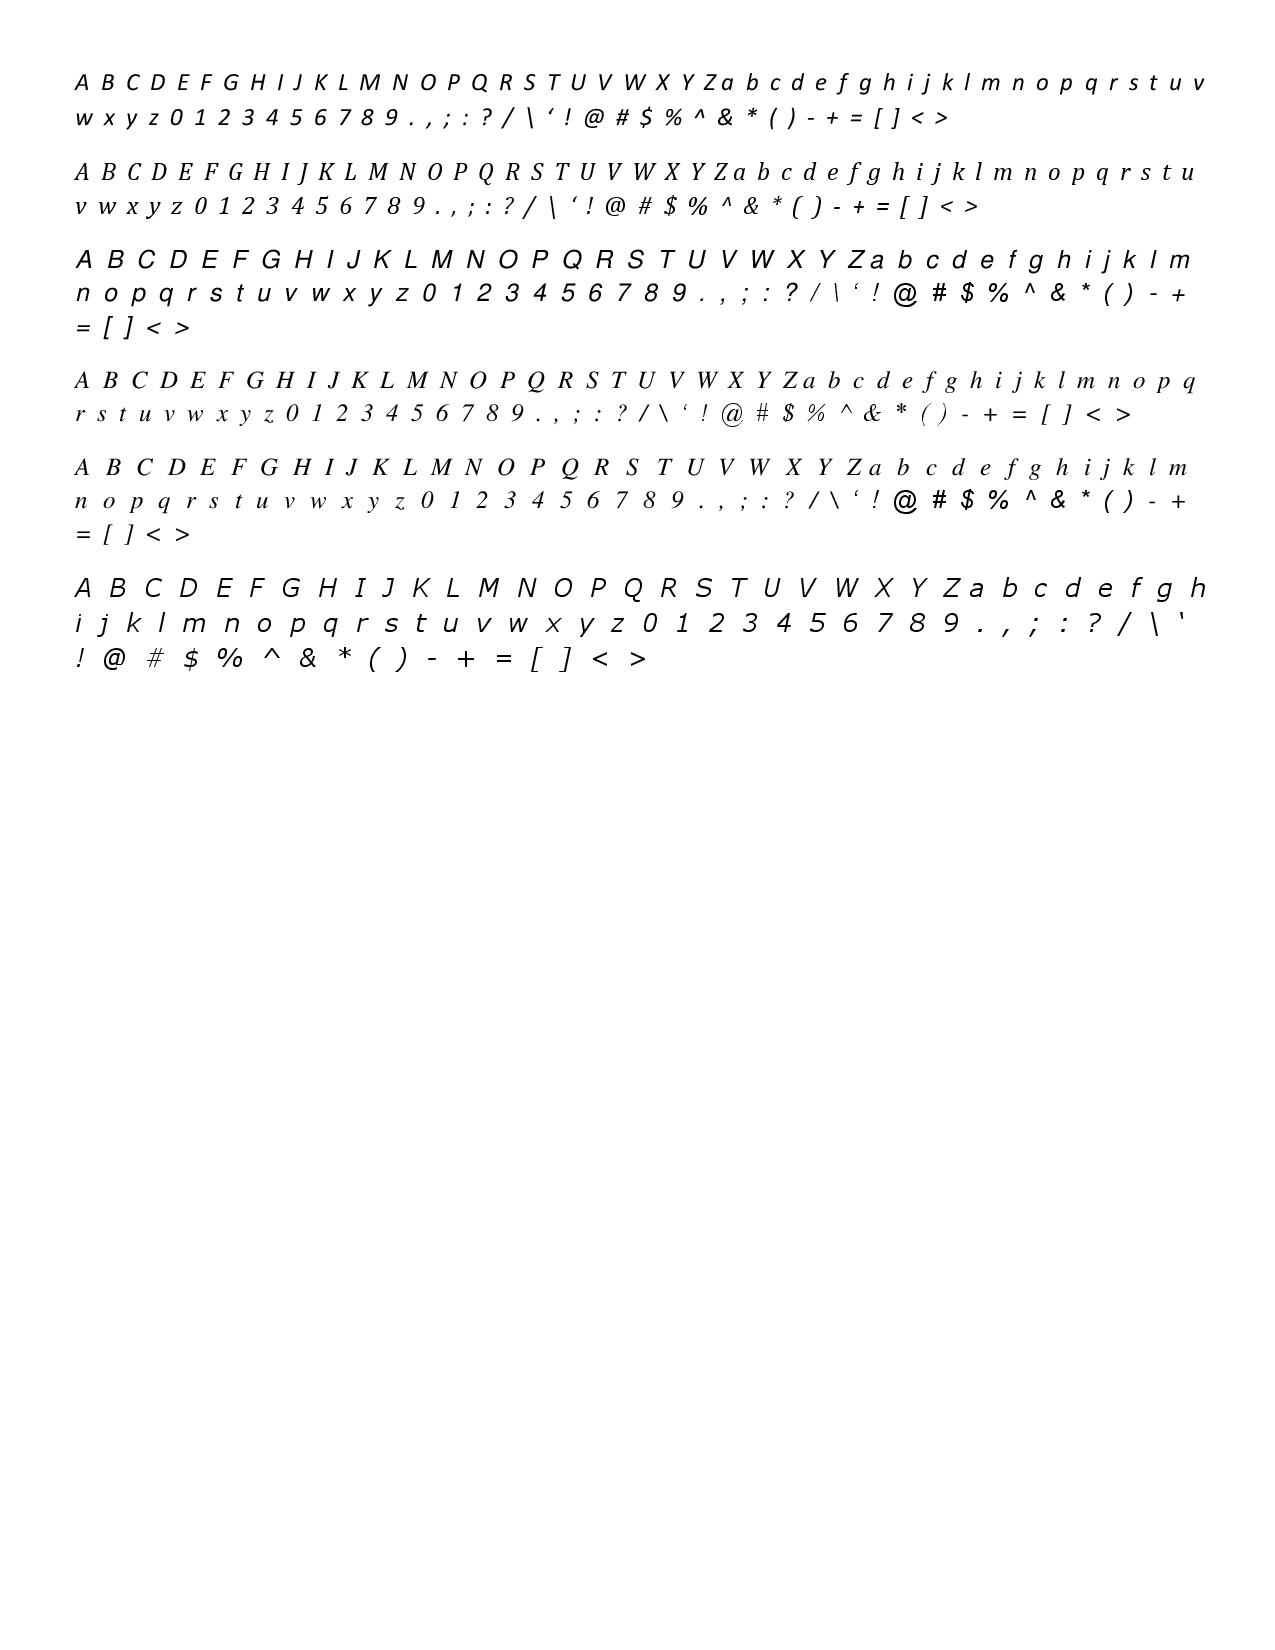 A B C D E F G H I J K L M N O P Q R S T U V W X Y Z a b c d e f g h i j k l m n o p q r s t u v
w x y z 0 1 2 3 4 5 6 7 8 9 . , ; : ? / \ ‘ ! @ # $ % ^ & * ( ) - + = [ ] < >
A B C D E F G H I J K L M N O P Q R S T U V W X Y Z a b c d e f g h i j k l m n o p q r s t u
v w x y z 0 1 2 3 4 5 6 7 8 9 . , ; : ? / \ ‘ ! @ # $ % ^ & * ( ) - + = [ ] < >
A B C D E F G H I J K L M N O P Q R S T U V W X Y Z a b c d e f g h i j k l m
n o p q r s t u v w x y z 0 1 2 3 4 5 6 7 8 9 . , ; : ? / \ ‘ ! @ # $ % ^ & * ( ) - +
= [ ] < >
A B C D E F G H I J K L M N O P Q R S T U V W X Y Z a b c d e f g h i j k l m n o p q
r s t u v w x y z 0 1 2 3 4 5 6 7 8 9 . , ; : ? / \ ‘ ! @ # $ % ^ & * ( ) - + = [ ] < >
A B C D E F G H I J K L M N O P Q R S T U V W X Y Z a b c d e f g h i j k l m
n o p q r s t u v w x y z 0 1 2 3 4 5 6 7 8 9 . , ; : ? / \ ‘ ! @ # $ % ^ & * ( ) - +
= [ ] < >
A B C D E F G H I J K L M N O P Q R S T U V W X Y Z a b c d e f g h
i j k l m n o p q r s t u v w x y z 0 1 2 3 4 5 6 7 8 9 . , ; : ? / \ ‘
! @ # $ % ^ & * ( ) - + = [ ] < >